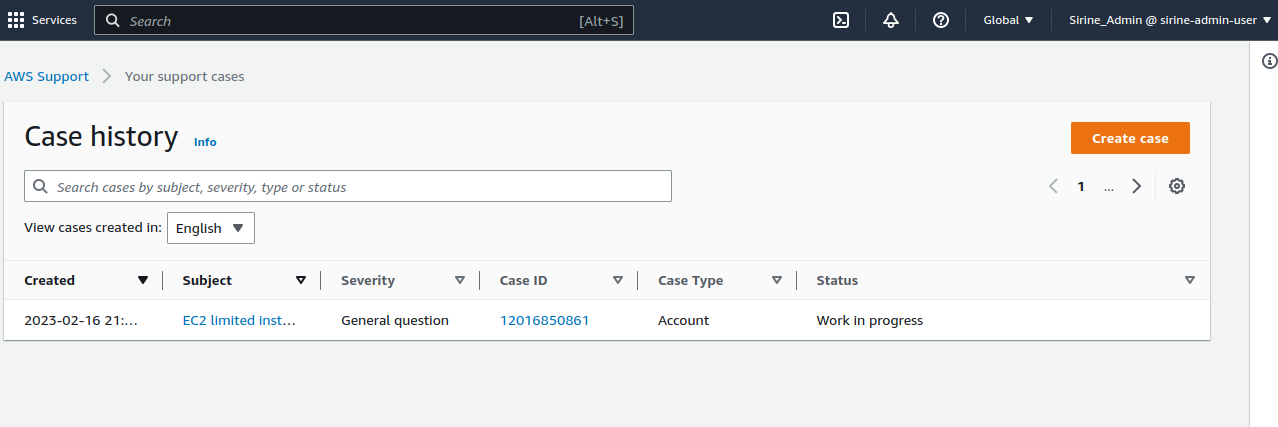 Services Search [Alt+S] Global Sirine_Admin @ sirine-admin-user
AWS Support Your support cases
Case history Info Create case
Search cases by subject, severity, type or status 1 ...
View cases created in: English
Created Subject Severity Case ID Case Type Status
2023-02-16 21:... EC2 limited inst... General question 12016850861 Account Work in progress